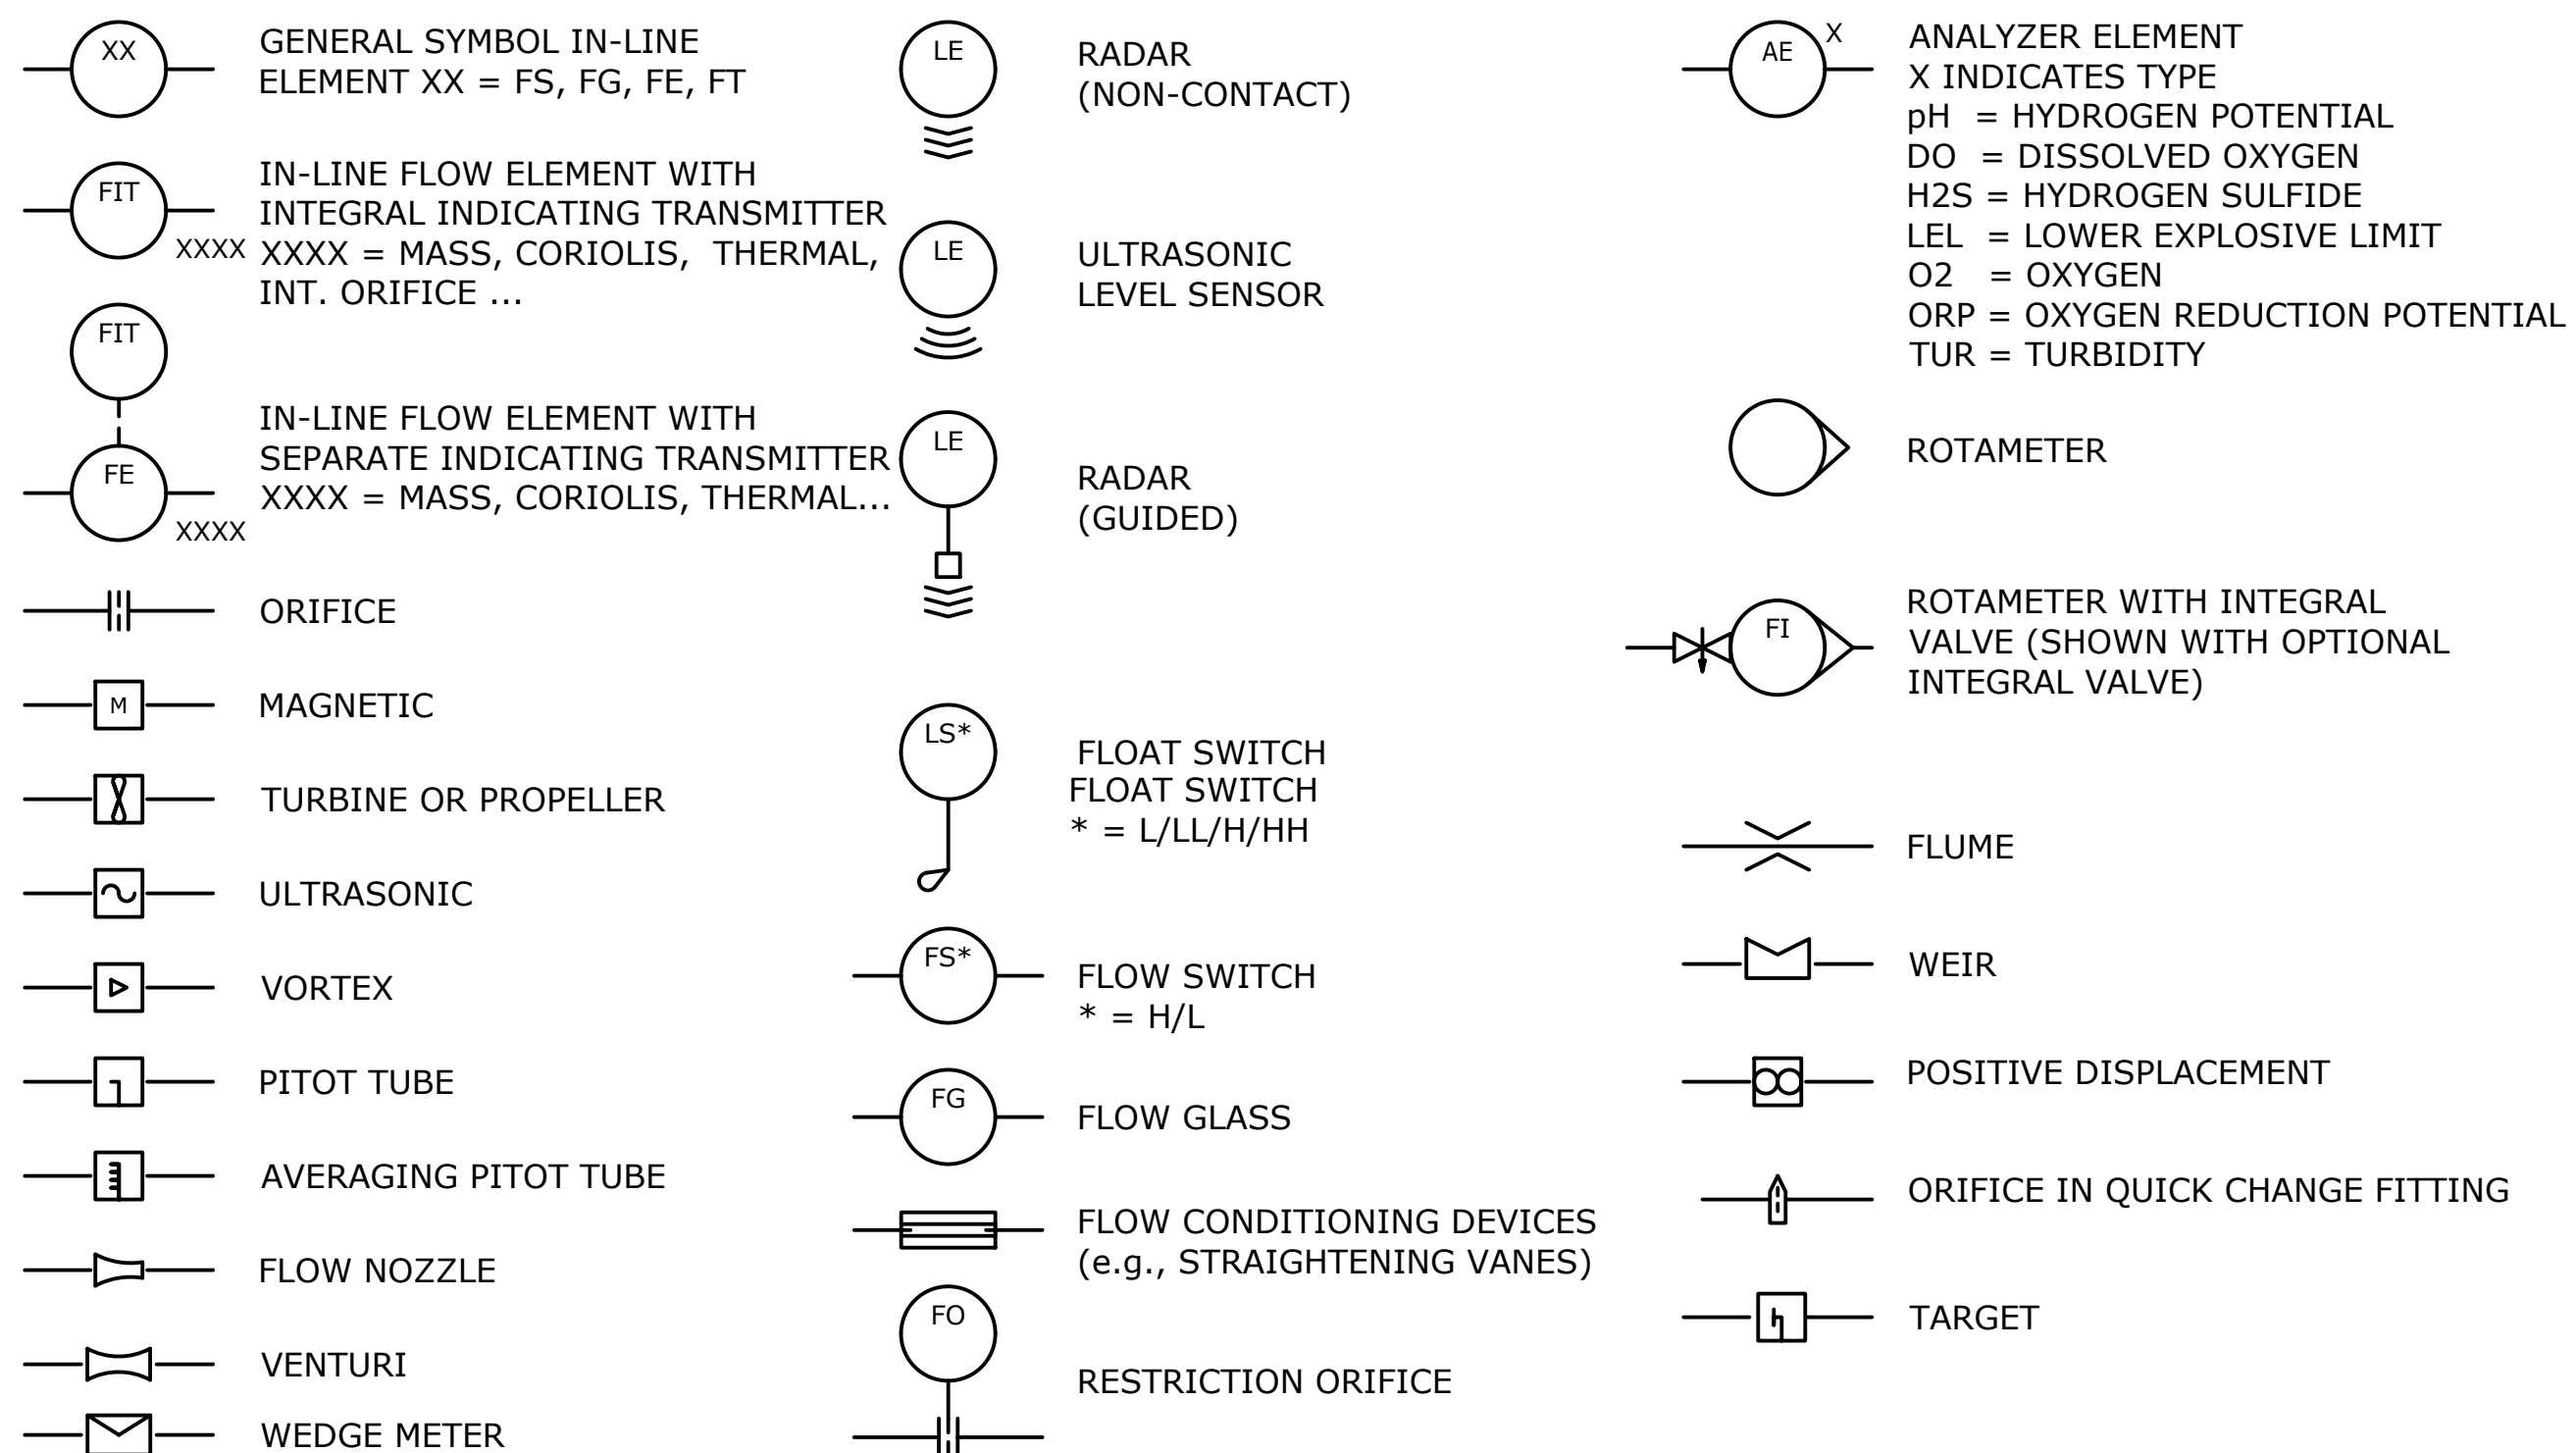 XX
GENERAL SYMBOL IN-LINE
ELEMENT XX = FS, FG, FE, FT
FIT
XXXX
IN-LINE FLOW ELEMENT WITH
INTEGRAL INDICATING TRANSMITTER
XXXX = MASS, CORIOLIS, THERMAL,
INT. ORIFICE ...
FIT
FE
XXXX
IN-LINE FLOW ELEMENT WITH
SEPARATE INDICATING TRANSMITTER
XXXX = MASS, CORIOLIS, THERMAL...
ORIFICE
M
MAGNETIC
TURBINE OR PROPELLER
ULTRASONIC
VORTEX
PITOT TUBE
AVERAGING PITOT TUBE
FLOW NOZZLE
VENTURI
WEDGE METER
LE
RADAR
(NON-CONTACT)
LE
ULTRASONIC
LEVEL SENSOR
LE
RADAR
(GUIDED)
LS*
FLOAT SWITCH
FLOAT SWITCH
* = L/LL/H/HH
FS*
FLOW SWITCH
* = H/L
FG
FLOW GLASS
FLOW CONDITIONING DEVICES
(e.g., STRAIGHTENING VANES)
FO
RESTRICTION ORIFICE
AE
X
ANALYZER ELEMENT
X INDICATES TYPE
pH = HYDROGEN POTENTIAL
DO = DISSOLVED OXYGEN
H2S = HYDROGEN SULFIDE
LEL = LOWER EXPLOSIVE LIMIT
O2 = OXYGEN
ORP = OXYGEN REDUCTION POTENTIAL
TUR = TURBIDITY
ROTAMETER
FI
ROTAMETER WITH INTEGRAL
VALVE (SHOWN WITH OPTIONAL
INTEGRAL VALVE)
FLUME
WEIR
POSITIVE DISPLACEMENT
ORIFICE IN QUICK CHANGE FITTING
TARGET